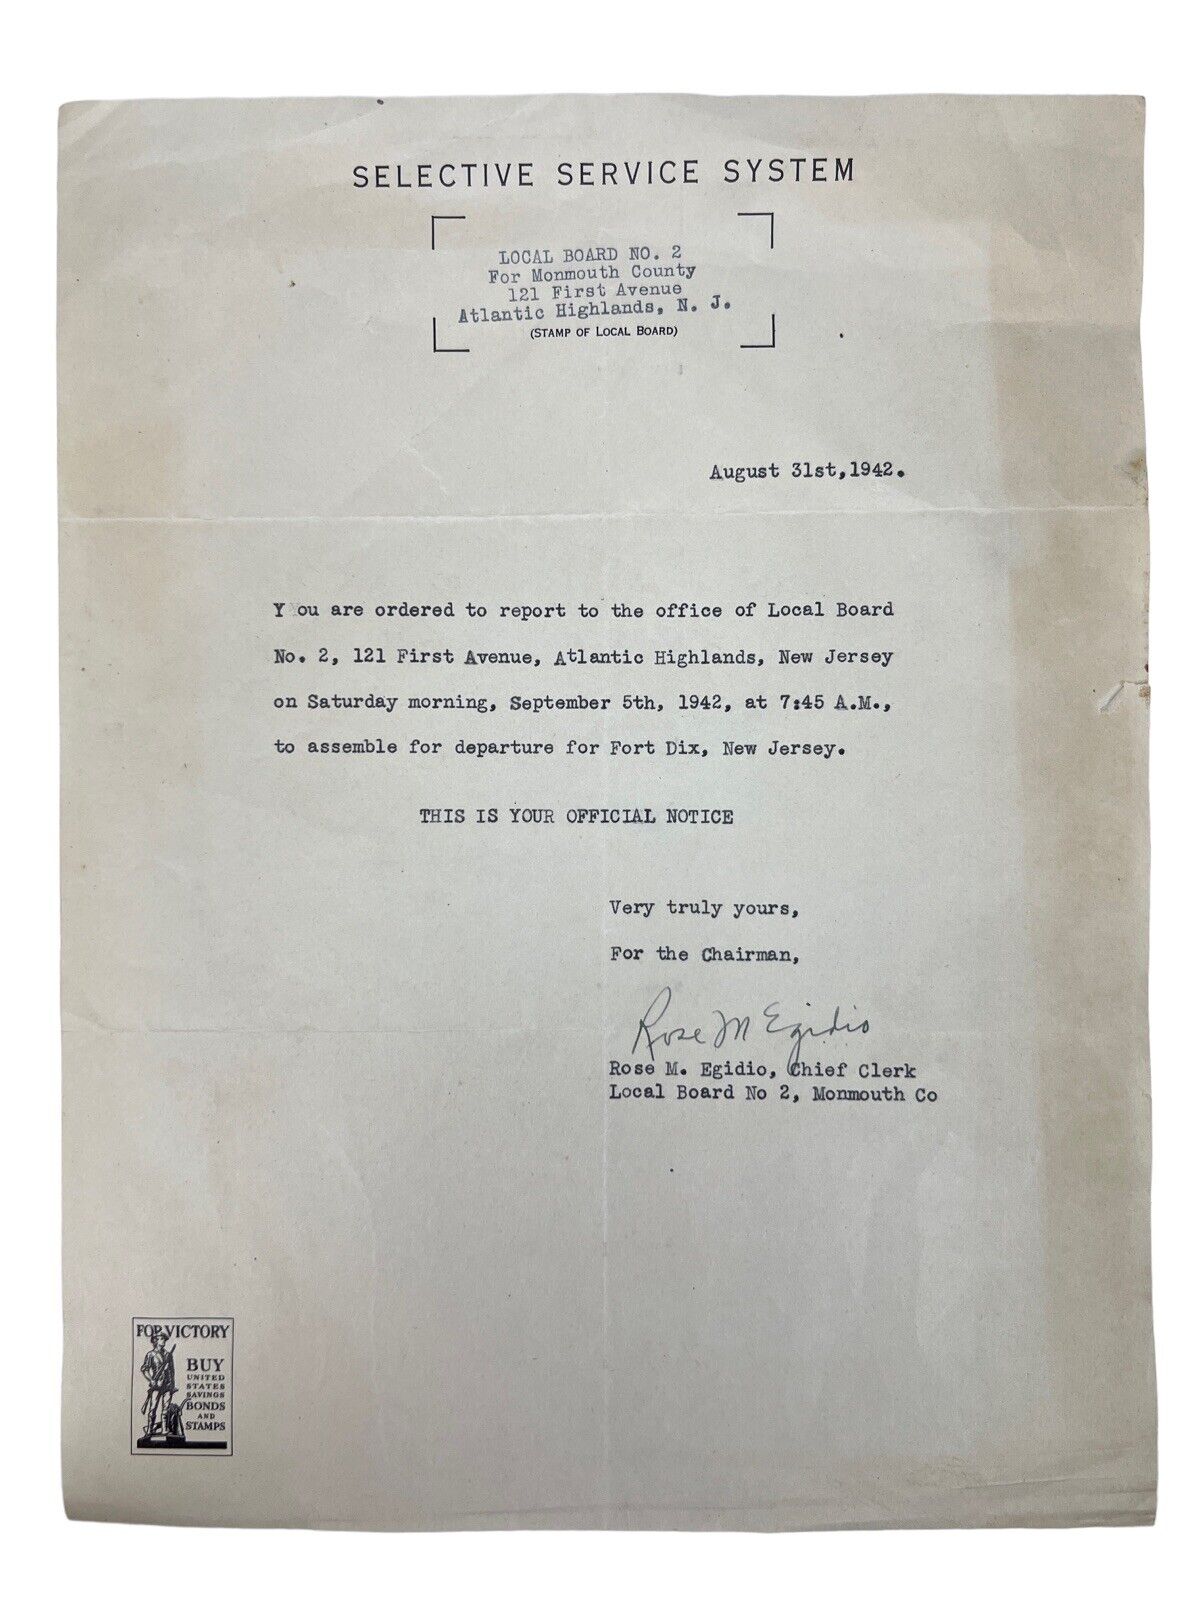 SELECTIVE SERVICE SYSTEM
LOCAL BOARD NO. 2
For Monmouth County
121 First Avenue
Atlantic Highlands, N. J.
(STAMP OF LOCAL BOARD)
August 31st,1942.
Y ou are ordered to report to the office of Local Board
No. 2, 121 First Avenue, Atlantic Highlands, New Jersey
on Saturday morning, September 5th, 1942, at 7:45 A.M.,
to assemble for departure for Fort Dix, New Jersey.
THIS IS YOUR OFFICIAL NOTICE
Very truly yours,
For the Chairman,
Rose M Egidio
Rose M. Egidio, Chief Clerk
Local Board No 2, Monmouth Co
FOR VICTORY
BUY
UNITED
STATES
SAVINGS
BONDS
AND
STAMPS